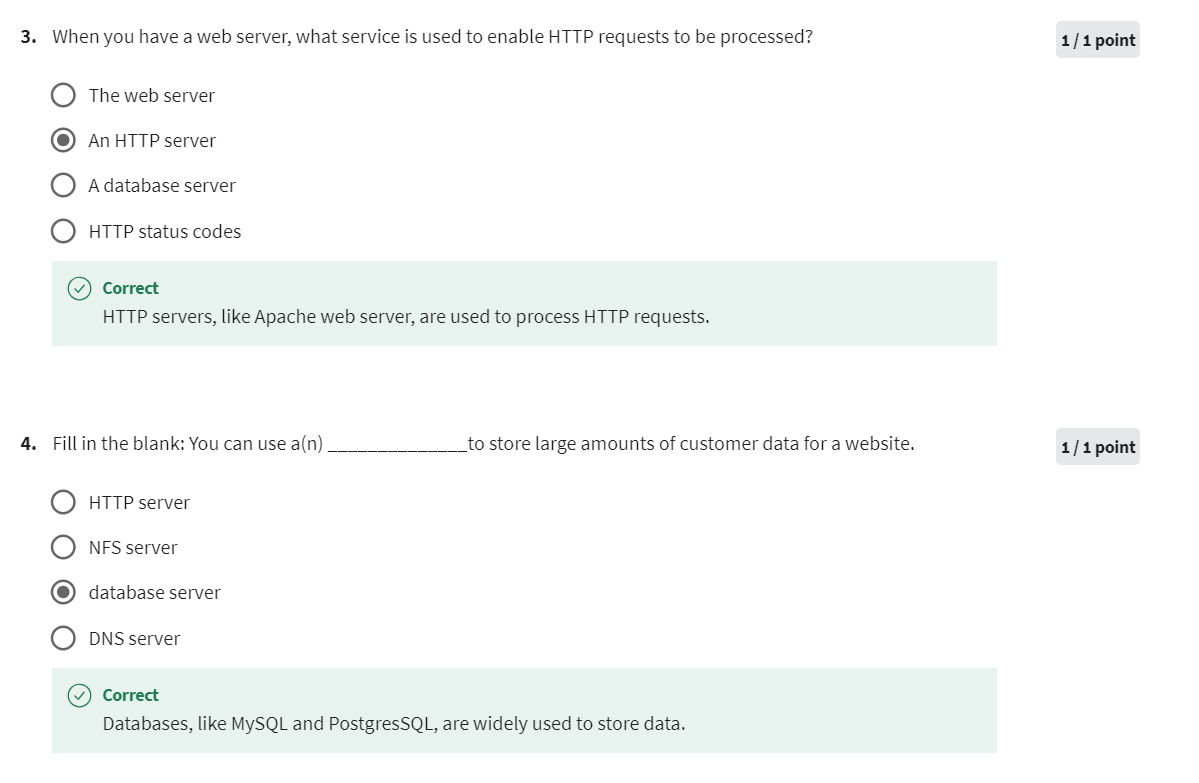 3. When you have a web server, what service is used to enable HTTP requests to be processed?
1 / 1 point
The web server
An HTTP server
A database server
HTTP status codes
Correct
HTTP servers, like Apache web server, are used to process HTTP requests.
4. Fill in the blank: You can use a(n) ______________to store large amounts of customer data for a website.
1 / 1 point
HTTP server
NFS server
database server
DNS server
Correct
Databases, like MySQL and PostgresSQL, are widely used to store data.